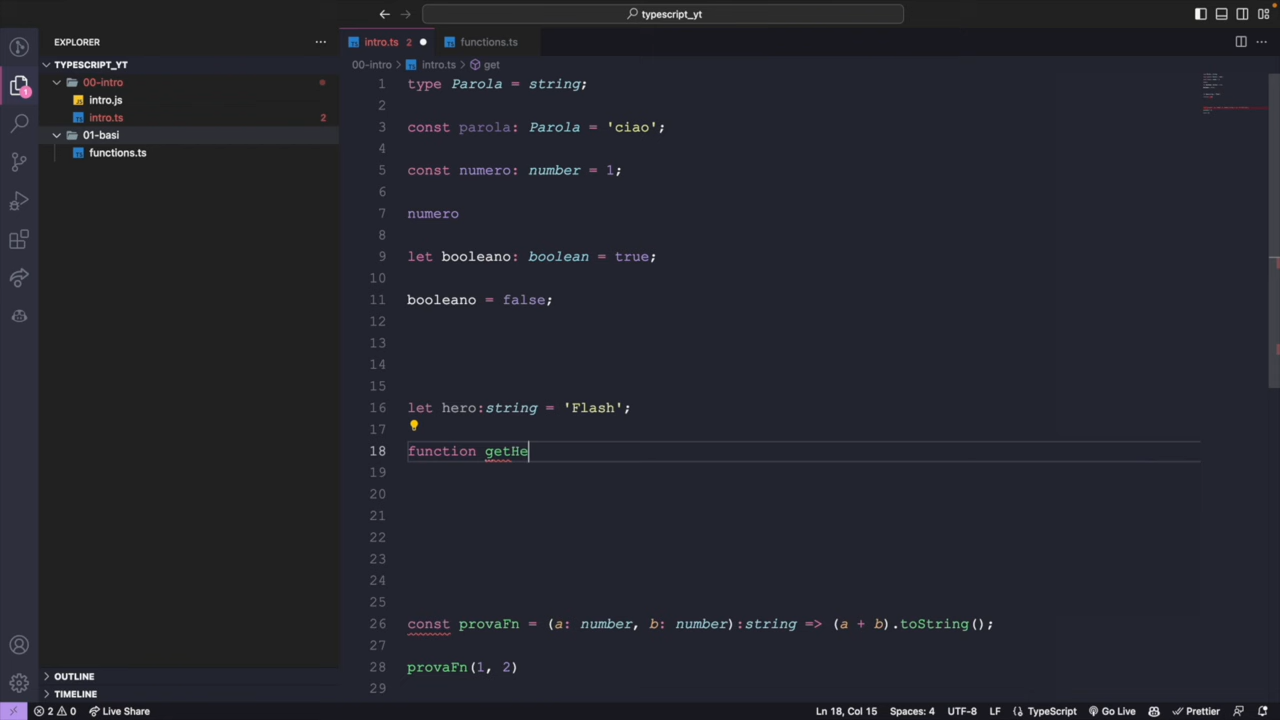 typescript_yt
EXPLORER
intro.ts 2
functions.ts
TYPESCRIPT_YT
00-intro
intro.js
intro.ts 2
01-basi
functions.ts
00-intro > intro.ts > get
1 type Parola = string;
2
3 const parola: Parola = 'ciao';
4
5 const numero: number = 1;
6
7 numero
8
9 let booleano: boolean = true;
10
11 booleano = false;
12
13
14
15
16 let hero:string = 'Flash';
17
18 function getHe
19
20
21
22
23
24
25
26 const provaFn = (a: number, b: number):string => (a + b).toString();
27
28 provaFn(1, 2)
29
1
OUTLINE
TIMELINE
2 0 Live Share
Ln 18, Col 15 Spaces: 4 UTF-8 LF TypeScript Go Live Prettier